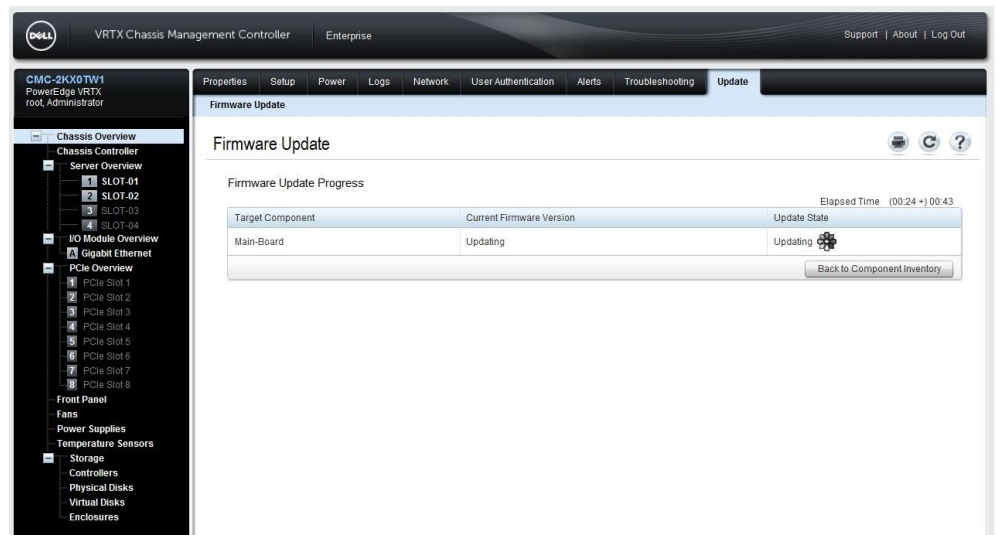 DELL
VRTX Chassis Management Controller
Enterprise
Support | About | Log Out
CMC-2KX0TW1
PowerEdge VRTX
root, Administrator
Properties Setup Power Logs Network User Authentication Alerts Troubleshooting Update
Firmware Update
Chassis Overview
Chassis Controller
Server Overview
1 SLOT-01
2 SLOT-02
3 SLOT-03
4 SLOT-04
I/O Module Overview
A Gigabit Ethernet
PCIe Overview
1 PCIe Slot 1
2 PCIe Slot 2
3 PCIe Slot 3
4 PCIe Slot 4
5 PCIe Slot 5
6 PCIe Slot 6
7 PCIe Slot 7
8 PCIe Slot 8
Front Panel
Fans
Power Supplies
Temperature Sensors
Storage
Controllers
Physical Disks
Virtual Disks
Enclosures
Firmware Update
C ?
Firmware Update Progress
Elapsed Time (00:24 +) 00:43
Target Component Current Firmware Version Update State
Main-Board Updating Updating
Back to Component Inventory